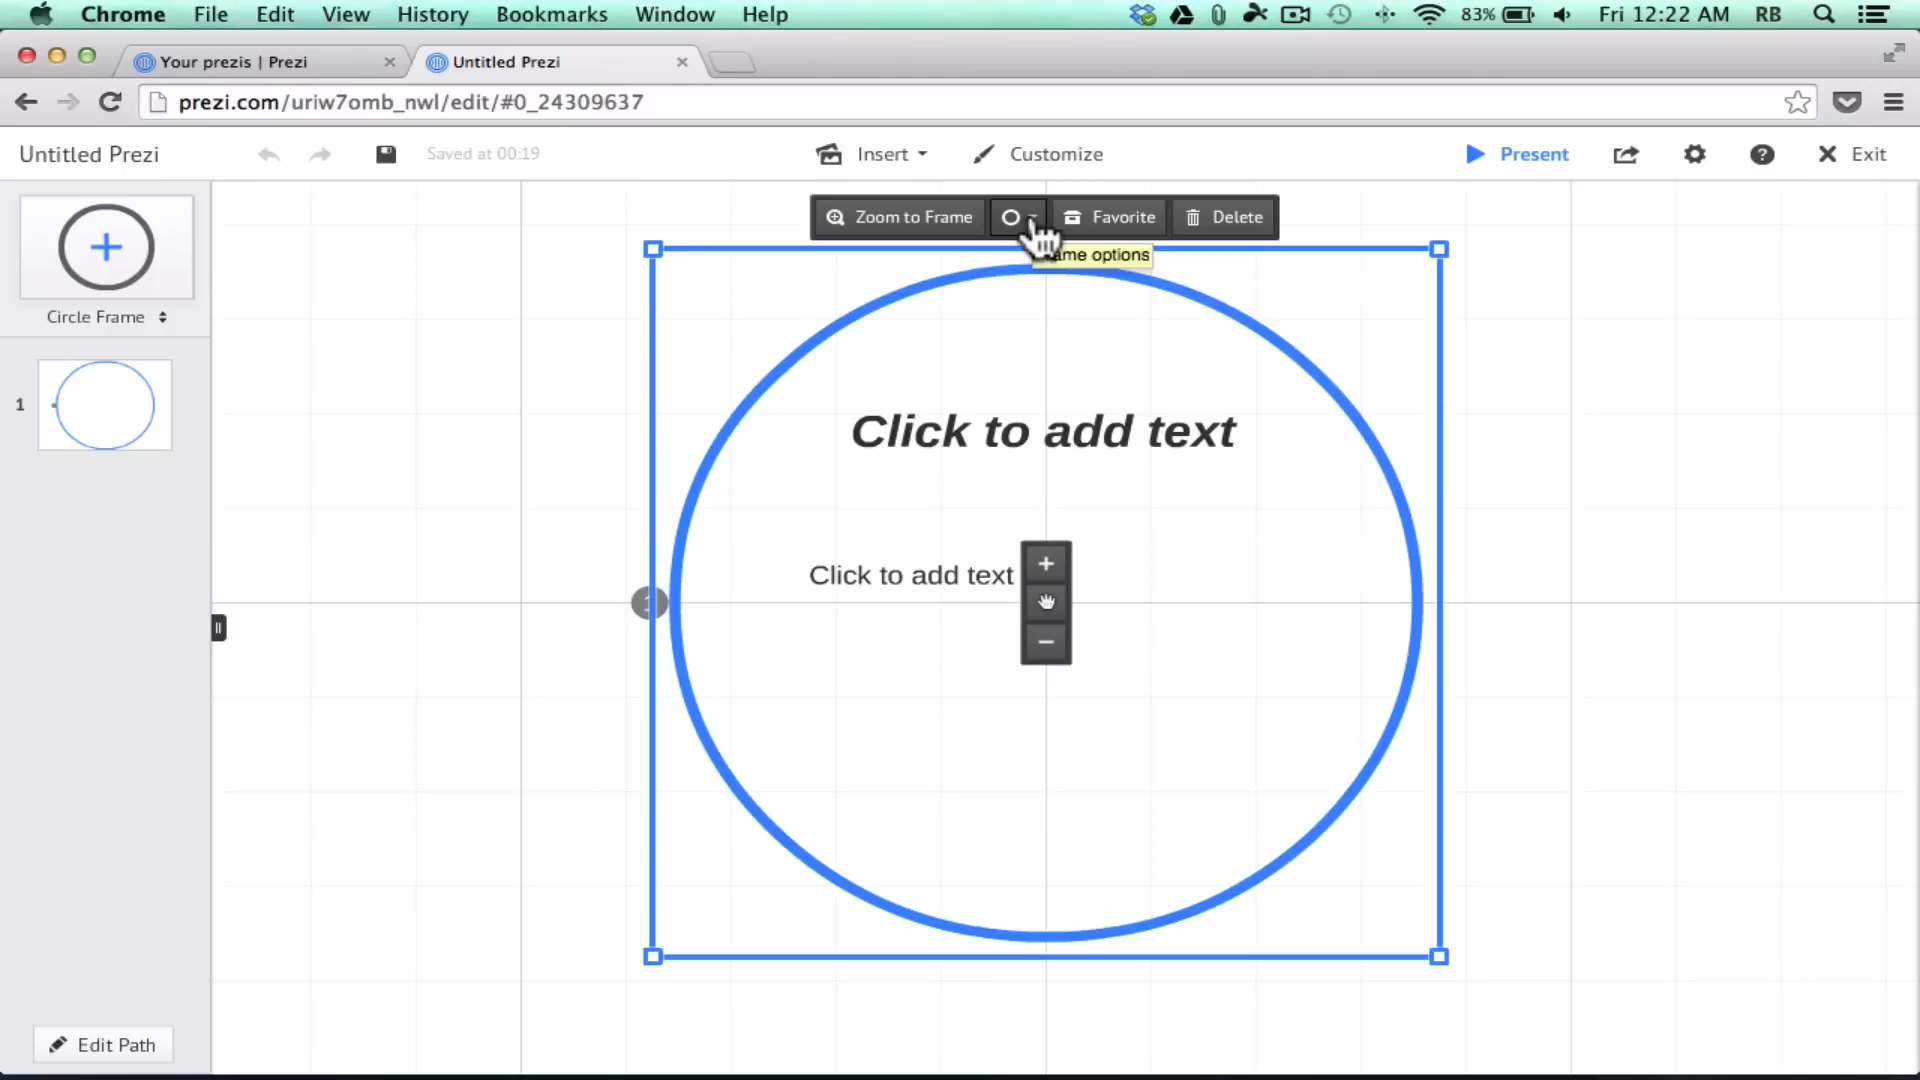 Chrome File Edit View History Bookmarks Window Help 83% Fri 12:22 AM RB
Your prezis | Prezi
Untitled Prezi
prezi.com/uriw7omb_nwl/edit/#0_24309637
Untitled Prezi Saved at 00:19 Insert Customize Present Exit
Zoom to Frame Favorite Delete
options
Circle Frame
1
Click to add text
Click to add text
Edit Path